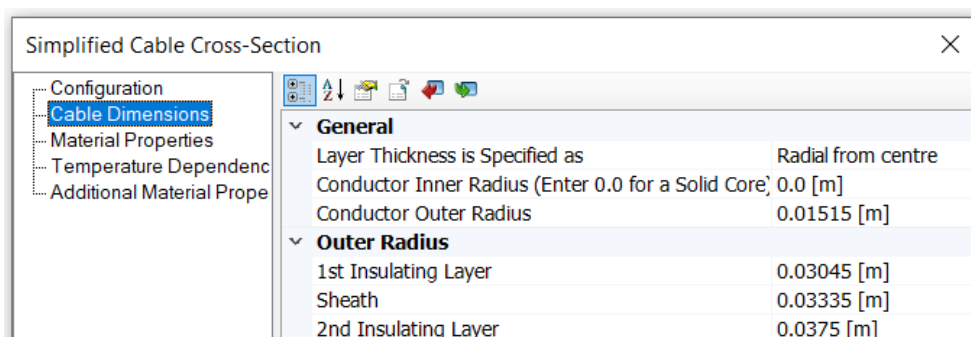 Simplified Cable Cross-Section
Configuration
Cable Dimensions
Material Properties
Temperature Dependenc
Additional Material Prope
General
Layer Thickness is Specified as Radial from centre
Conductor Inner Radius (Enter 0.0 for a Solid Core) 0.0 [m]
Conductor Outer Radius 0.01515 [m]
Outer Radius
1st Insulating Layer 0.03045 [m]
Sheath 0.03335 [m]
2nd Insulating Layer 0.0375 [m]